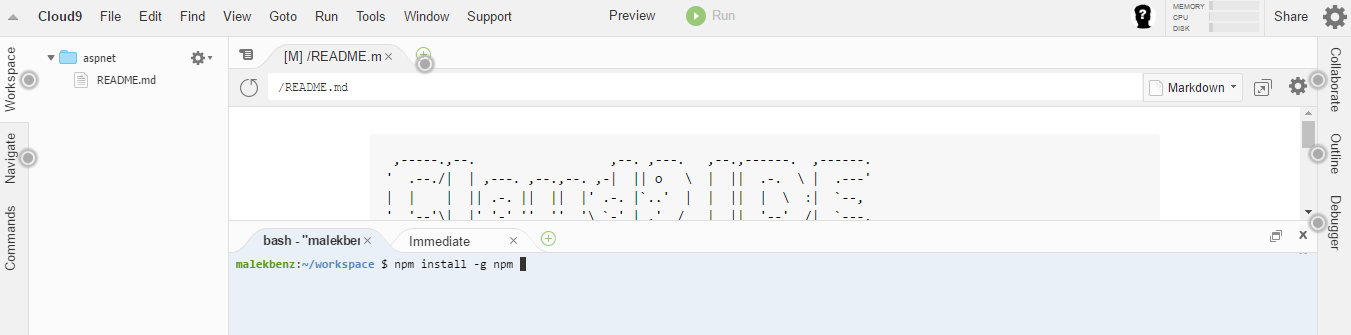 Cloud9 File Edit Find View Goto Run Tools Window Support Preview Run MEMORY CPU DISK Share
Workspace
Navigate
Commands
aspnet
README.md
[M] /README.m
/README.md
Markdown
 ,-----.,--.                  ,--. ,---.   ,--.,------.  ,------.
'  .--./|  | ,---. ,--.,--. ,-|  || o   \  |  ||  .-.  \ |  .---'
|  |    |  || .-. ||  ||  |' .-. |`..'  |  |  ||  |  \  :|  `--,
'  '--'\|  |' '-' ''  ''  '\ `-' | .'  /   |  ||  '--'  /|  `---.
bash - "malekber
Immediate
malekbenz:~/workspace $ npm install -g npm
Collaborate
Outline
Debugger